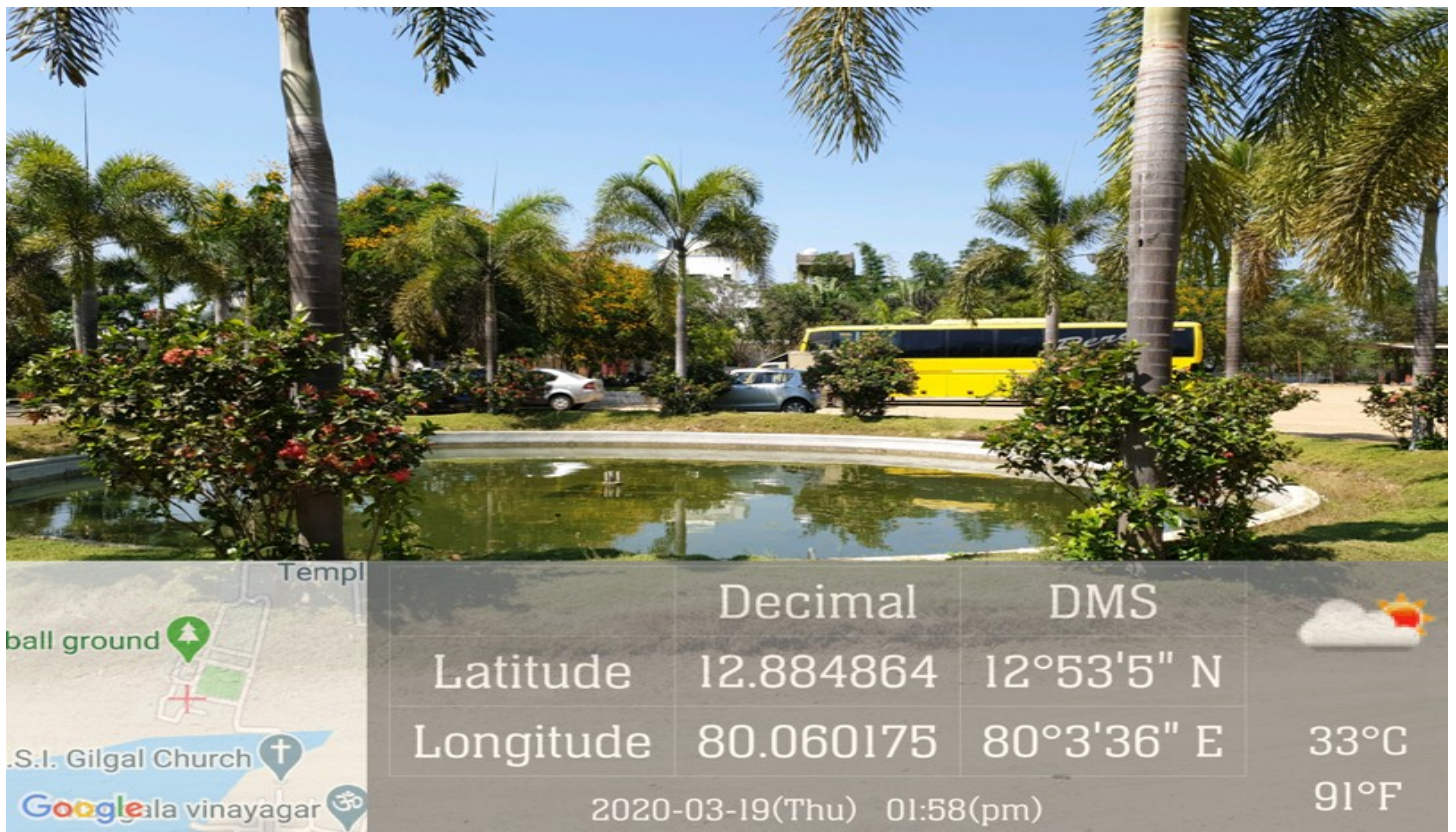 Templ
ball ground
.S.I. Gilgal Church
Google
ala vinayagar
Decimal DMS
Latitude 12.884864 12°53'5" N
Longitude 80.060175 80°3'36" E
2020-03-19(Thu) 01:58(pm)
33°C
91°F